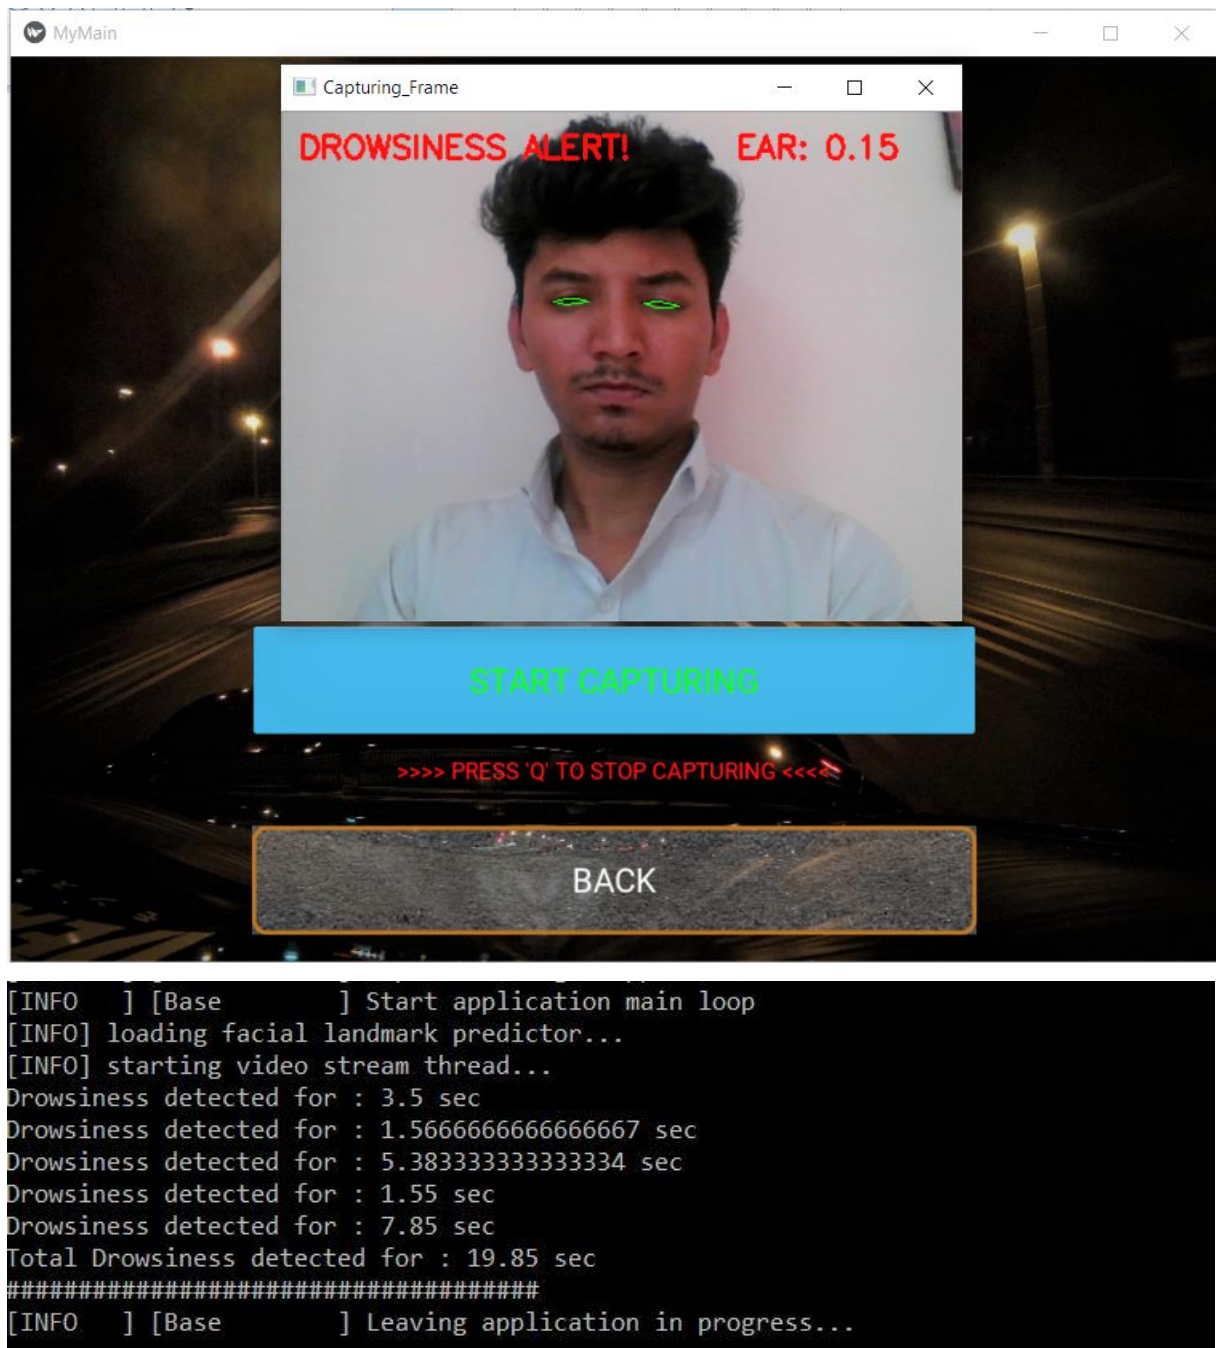 MyMain
Capturing_Frame
DROWSINESS ALERT! EAR: 0.15
START CAPTURING
>>>> PRESS 'Q' TO STOP CAPTURING <<<<
BACK
[INFO   ] [Base        ] Start application main loop
[INFO] loading facial landmark predictor...
[INFO] starting video stream thread...
Drowsiness detected for : 3.5 sec
Drowsiness detected for : 1.5666666666666667 sec
Drowsiness detected for : 5.383333333333334 sec
Drowsiness detected for : 1.55 sec
Drowsiness detected for : 7.85 sec
Total Drowsiness detected for : 19.85 sec
#####################################
[INFO   ] [Base        ] Leaving application in progress...